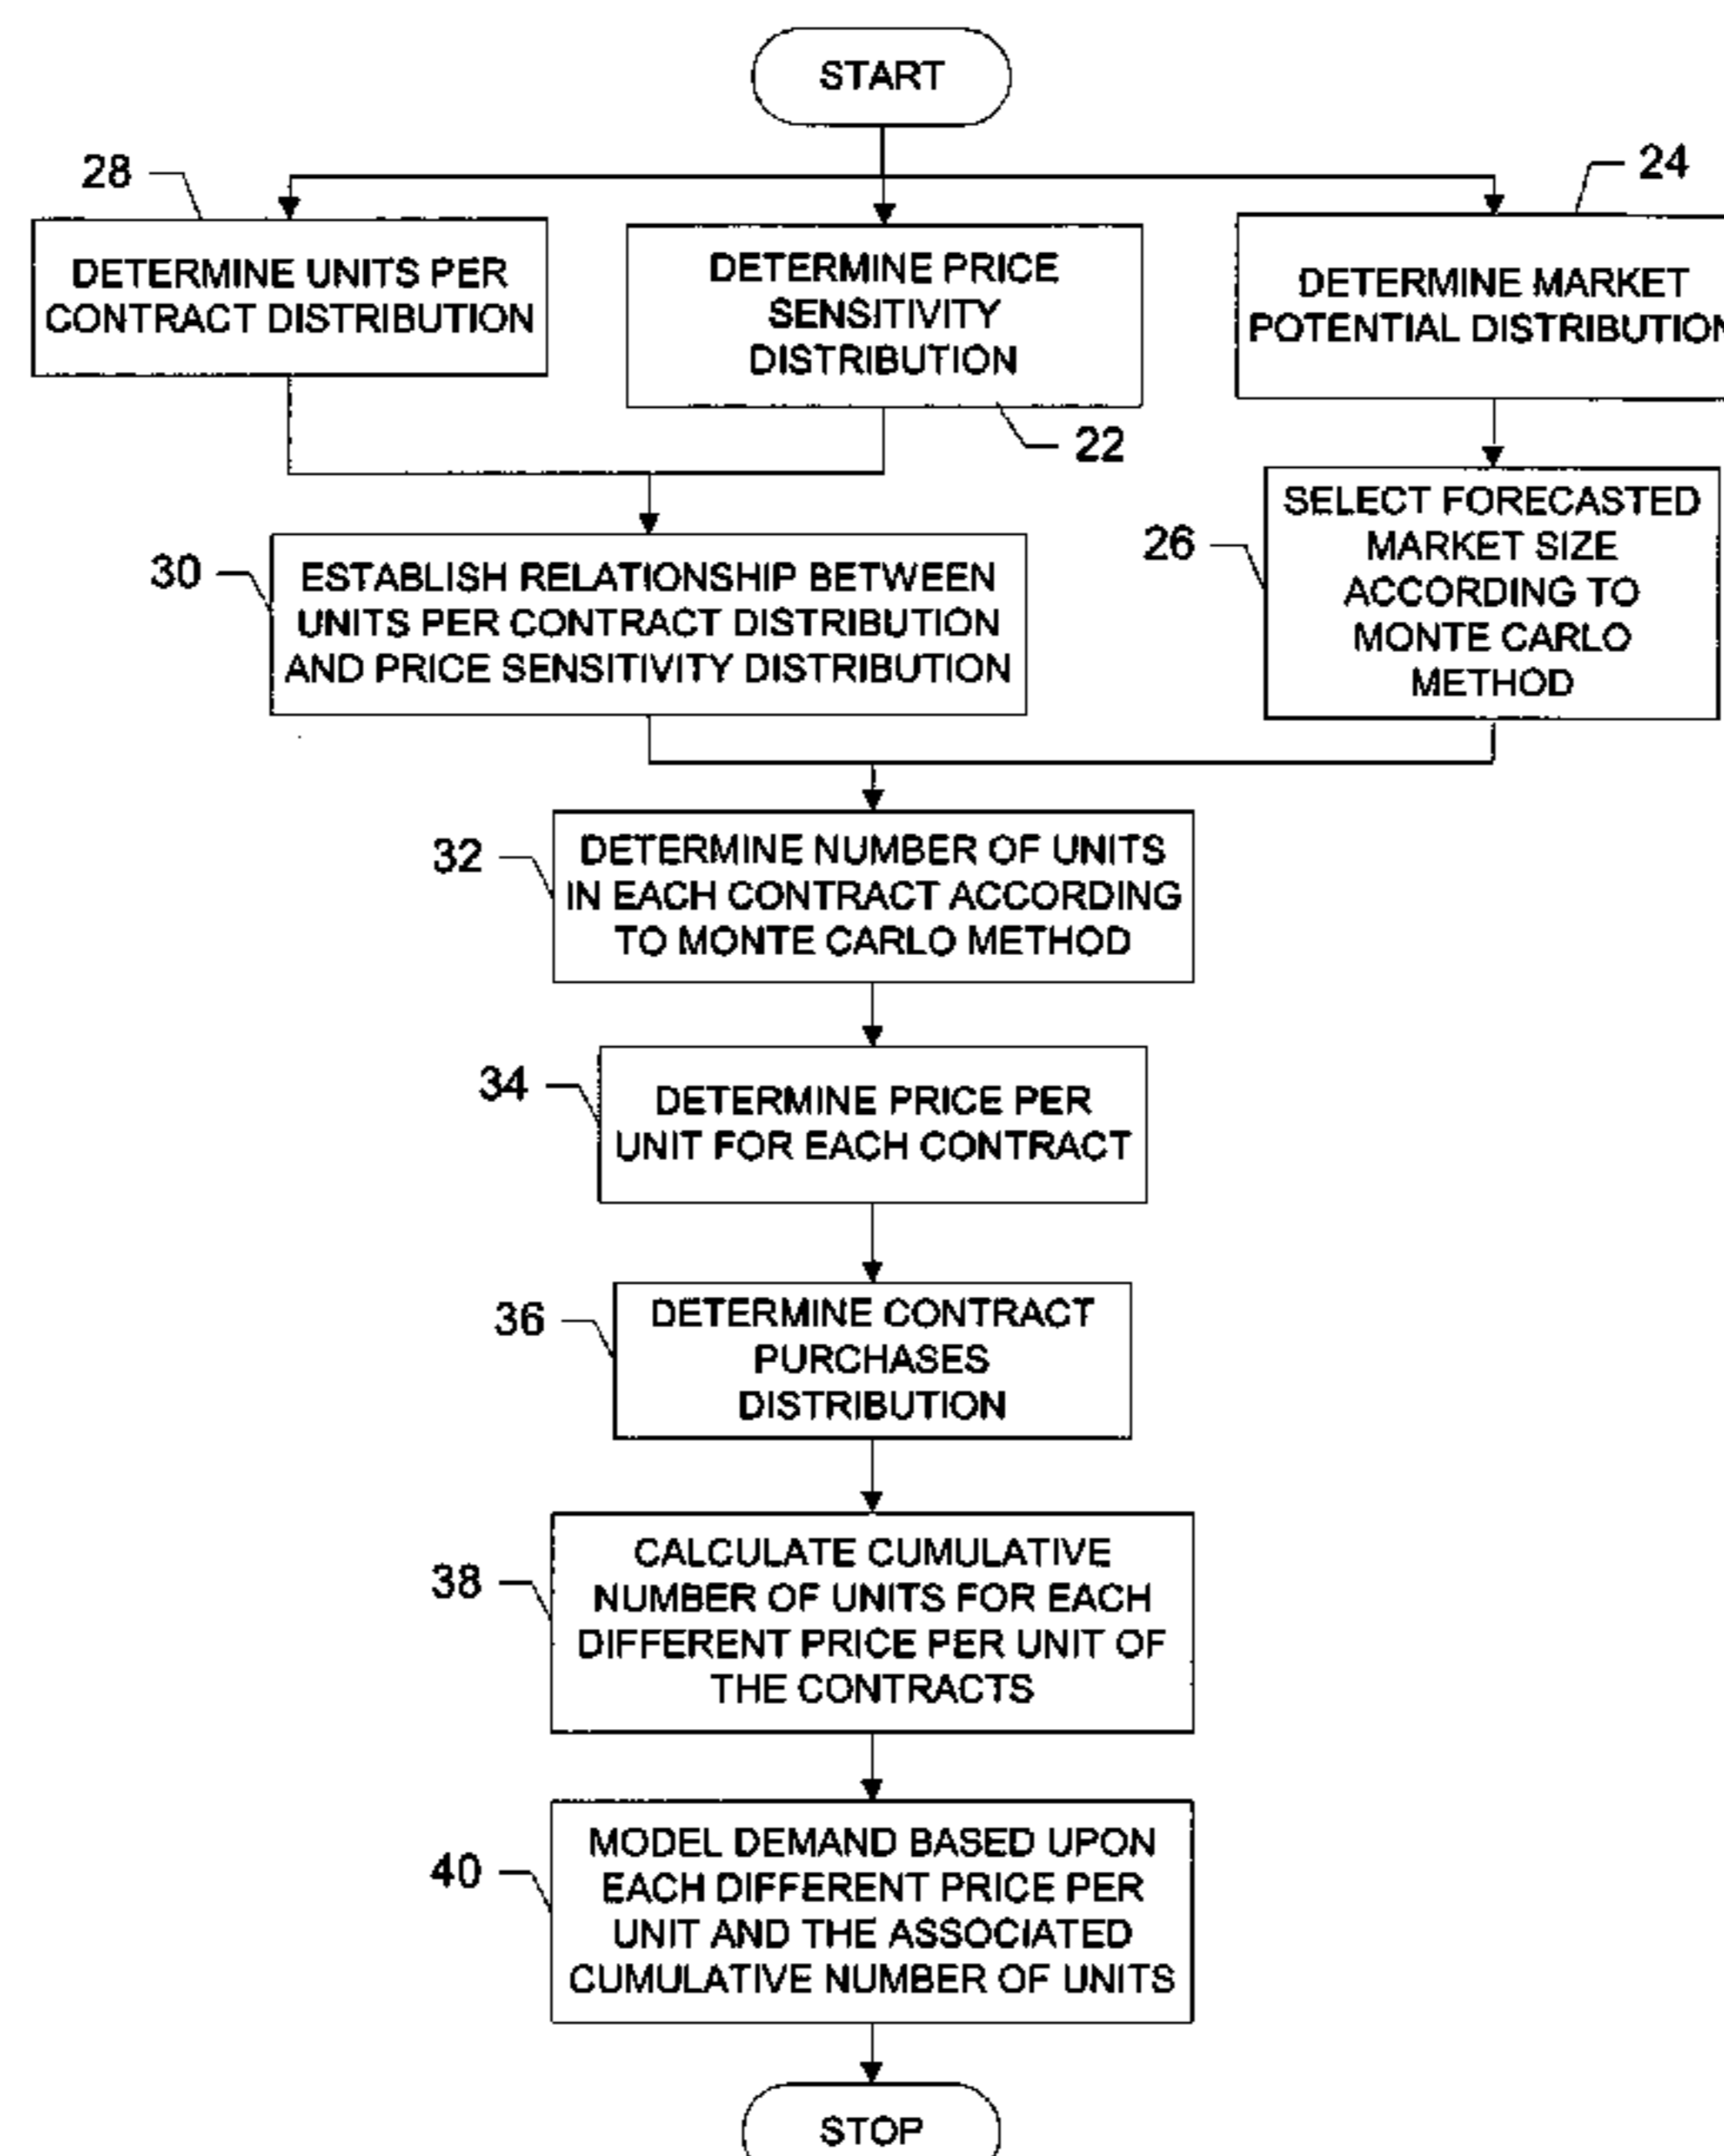 START
28
24
DETERMINE UNITS PER
CONTRACT DISTRIBUTION
DETERMINE PRICE
SENSITIVITY
DISTRIBUTION
DETERMINE MARKET
POTENTIAL DISTRIBUTION
22
30
ESTABLISH RELATIONSHIP BETWEEN
UNITS PER CONTRACT DISTRIBUTION
AND PRICE SENSITIVITY DISTRIBUTION
26
SELECT FORECASTED
MARKET SIZE
ACCORDING TO
MONTE CARLO
METHOD
32
DETERMINE NUMBER OF UNITS
IN EACH CONTRACT ACCORDING
TO MONTE CARLO METHOD
34
DETERMINE PRICE PER
UNIT FOR EACH CONTRACT
36
DETERMINE CONTRACT
PURCHASES
DISTRIBUTION
38
CALCULATE CUMULATIVE
NUMBER OF UNITS FOR EACH
DIFFERENT PRICE PER UNIT OF
THE CONTRACTS
40
MODEL DEMAND BASED UPON
EACH DIFFERENT PRICE PER
UNIT AND THE ASSOCIATED
CUMULATIVE NUMBER OF UNITS
STOP